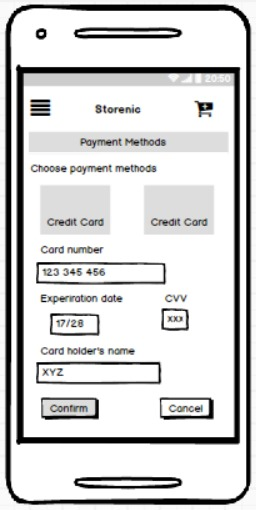 20:50
Storenic
Payment Methods
Choose payment methods
Credit Card Credit Card
Card number
123 345 456
Experiration date CVV
17/28 xxx
Card holder's name
XYZ
Confirm Cancel